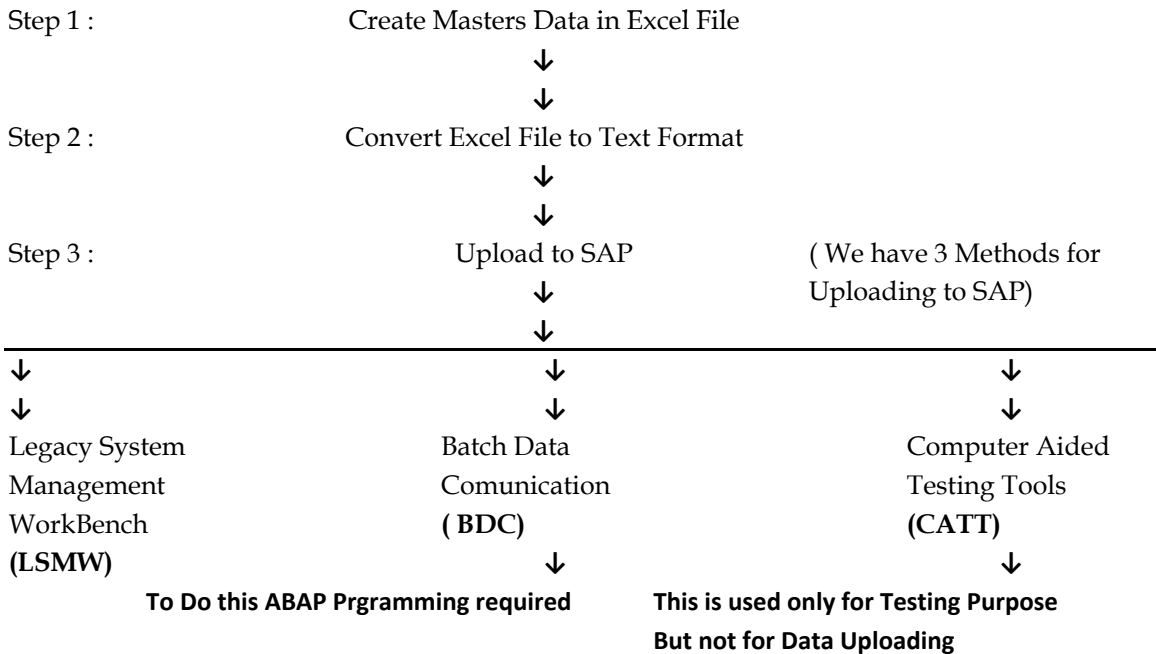 Step 1 : Create Masters Data in Excel File
↓
↓
Step 2 : Convert Excel File to Text Format
↓
↓
Step 3 : Upload to SAP ( We have 3 Methods for
↓ Uploading to SAP)
↓
↓ ↓ ↓
↓ ↓ ↓
Legacy System Batch Data Computer Aided
Management Comunication Testing Tools
WorkBench ( BDC) (CATT)
(LSMW) ↓ ↓
To Do this ABAP Prgramming required This is used only for Testing Purpose
But not for Data Uploading